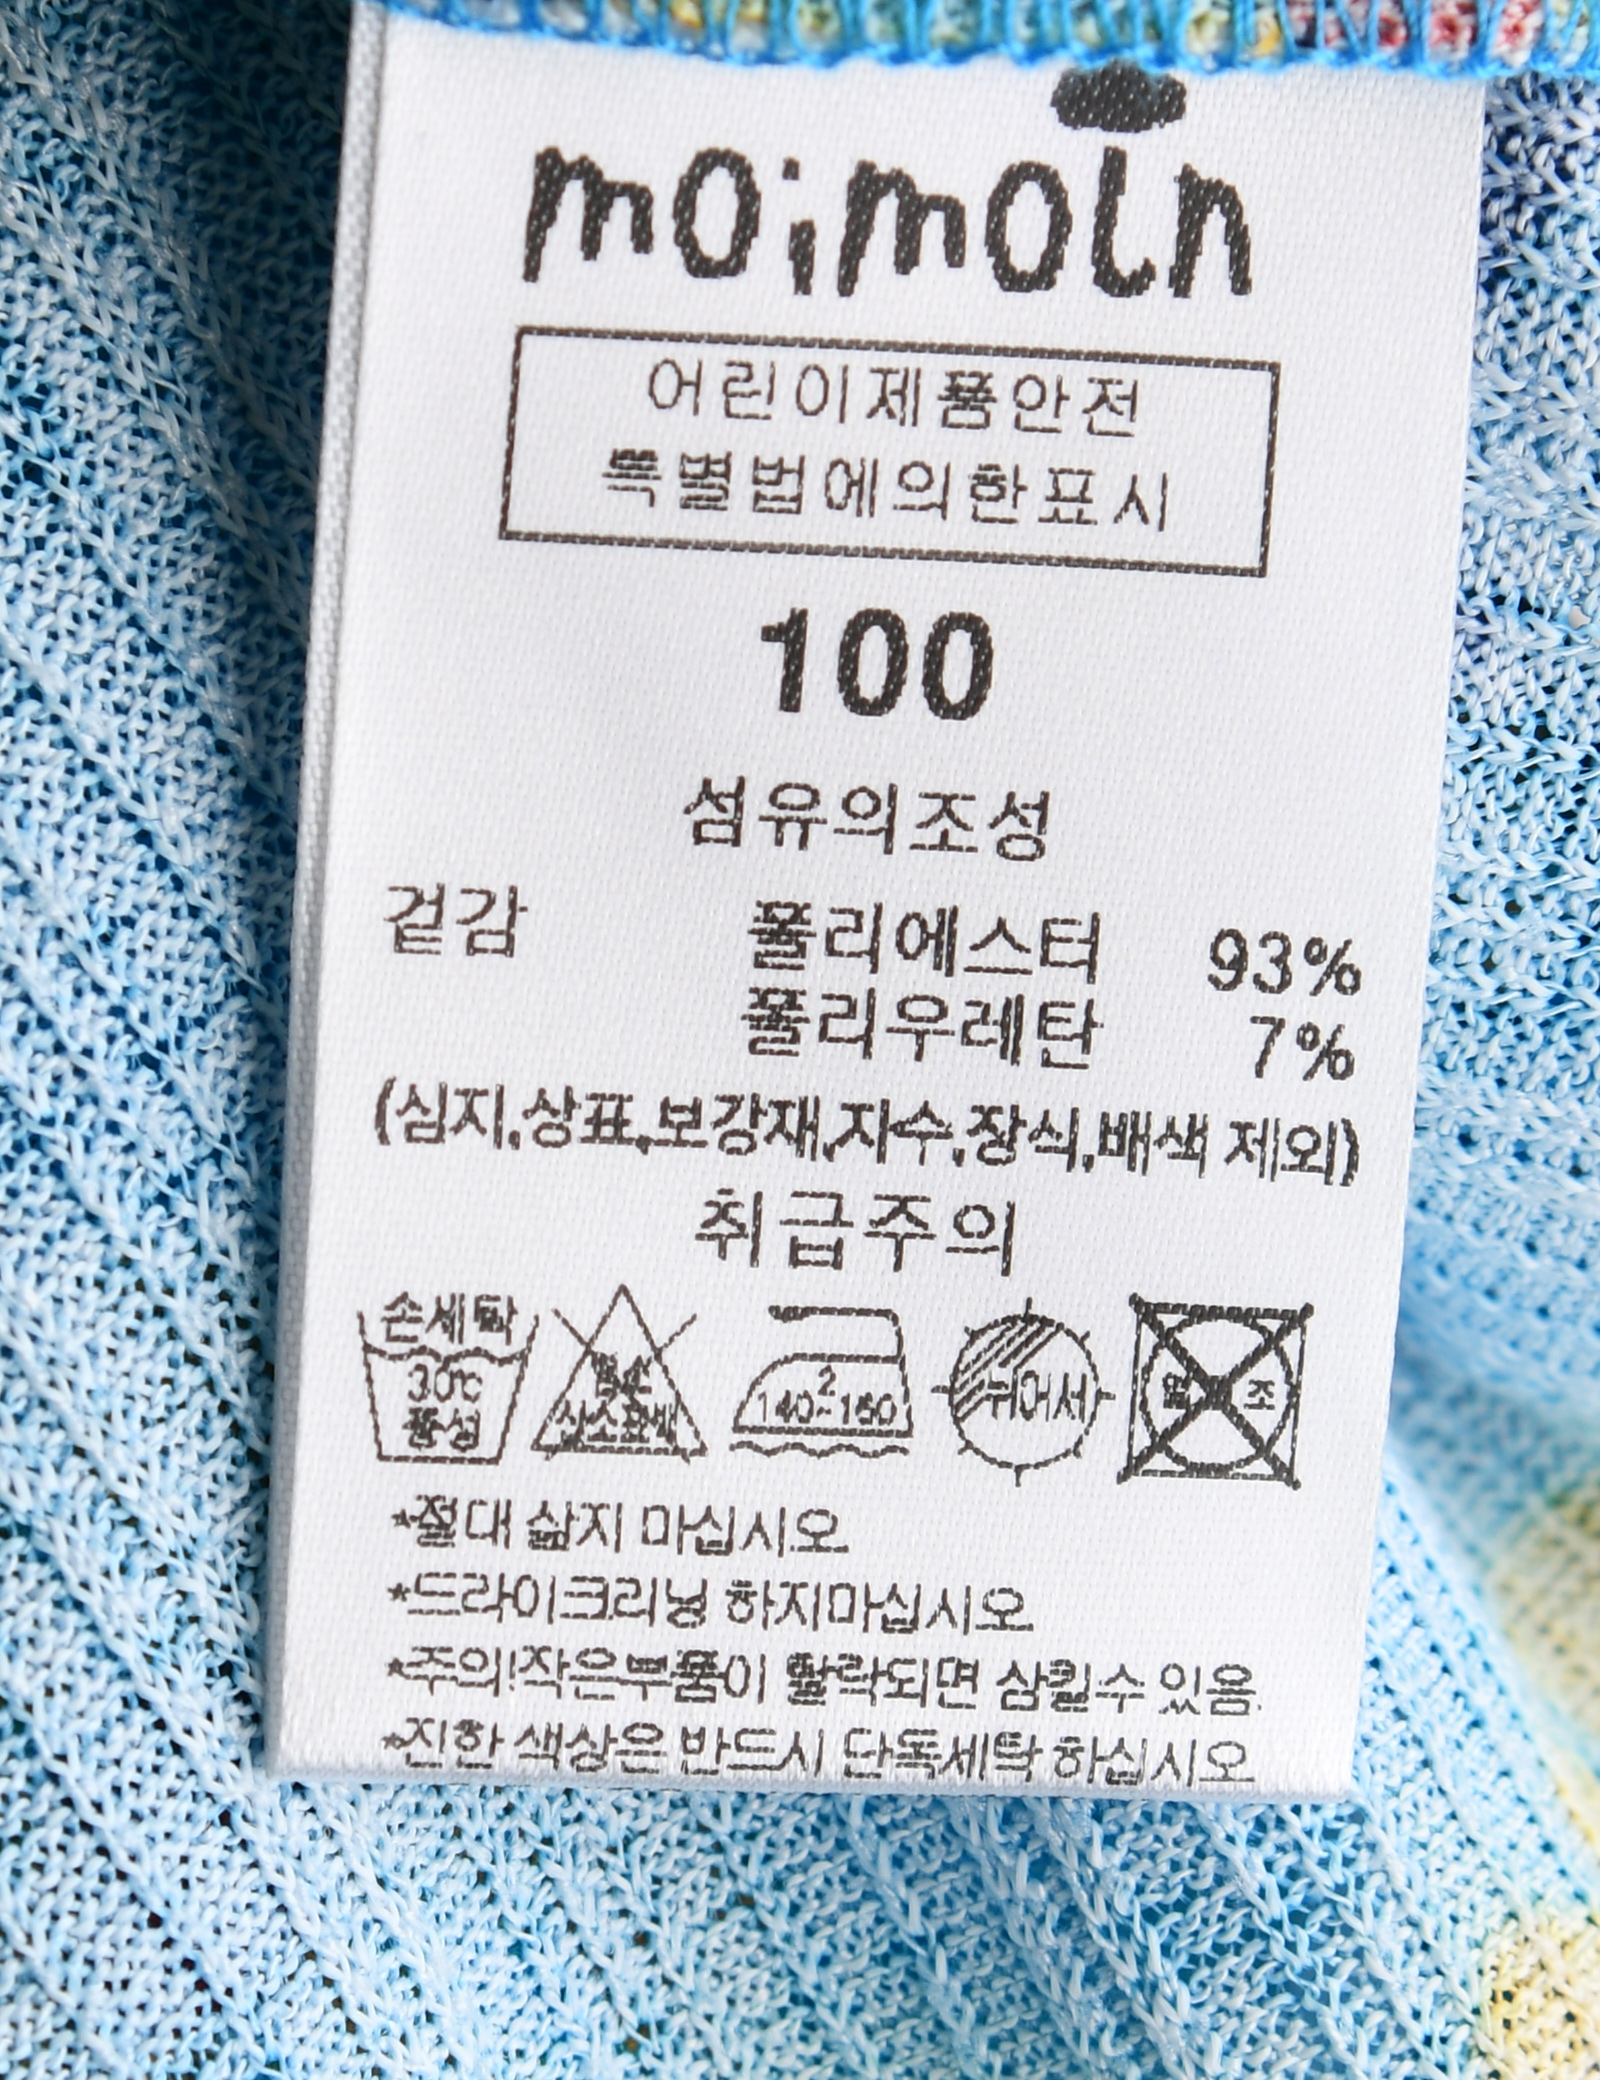 moimoln
어린이제품안전
특별법에의한표시
100
섬유의조성
겉감 폴리에스터 93%
폴리우레탄 7%
(심지,상표,보강재,자수,장식,배색 제외)
취급주의
손세탁
30℃
중성
염소
산소표백
2
140~160
뉘어서
열 조
*절대 삶지 마십시오
*드라이크리닝 하지마십시오
*주의!작은부품이 탈락되면 삼킬수 있음.
*진한 색상은 반드시 단독세탁 하십시오